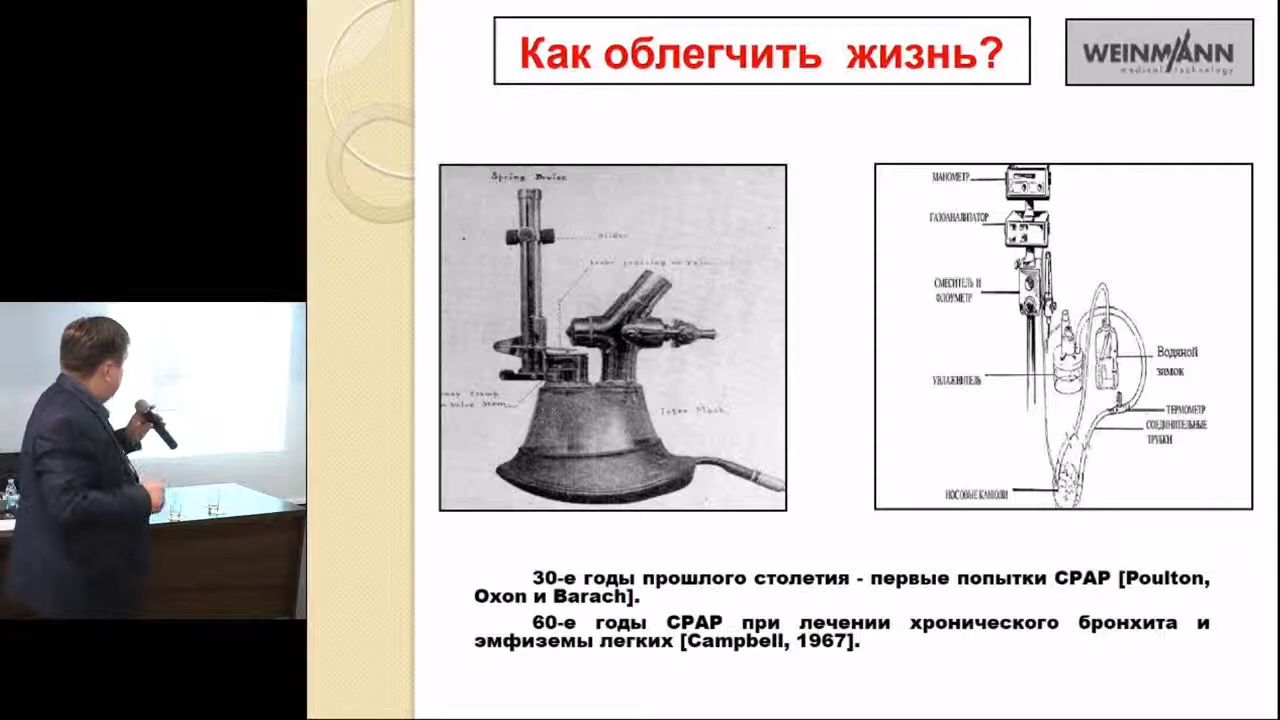 Как облегчить жизнь?
WEINMANN
medical technology
Spring Device
МАНОМЕТР
ГАЗОАНАЛИЗАТОР
СМЕСИТЕЛЬ И
ФЛОУМЕТР
УВЛАЖНИТЕЛЬ
Водяной
замок
ТЕРМОМЕТР
СОЕДИНИТЕЛЬНЫЕ
ТРУБКИ
НОСОВЫЕ КАНЮЛИ
30-е годы прошлого столетия - первые попытки CPAP [Poulton,
Oxon и Barach].
60-е годы CPAP при лечении хронического бронхита и
эмфиземы легких [Campbell, 1967].